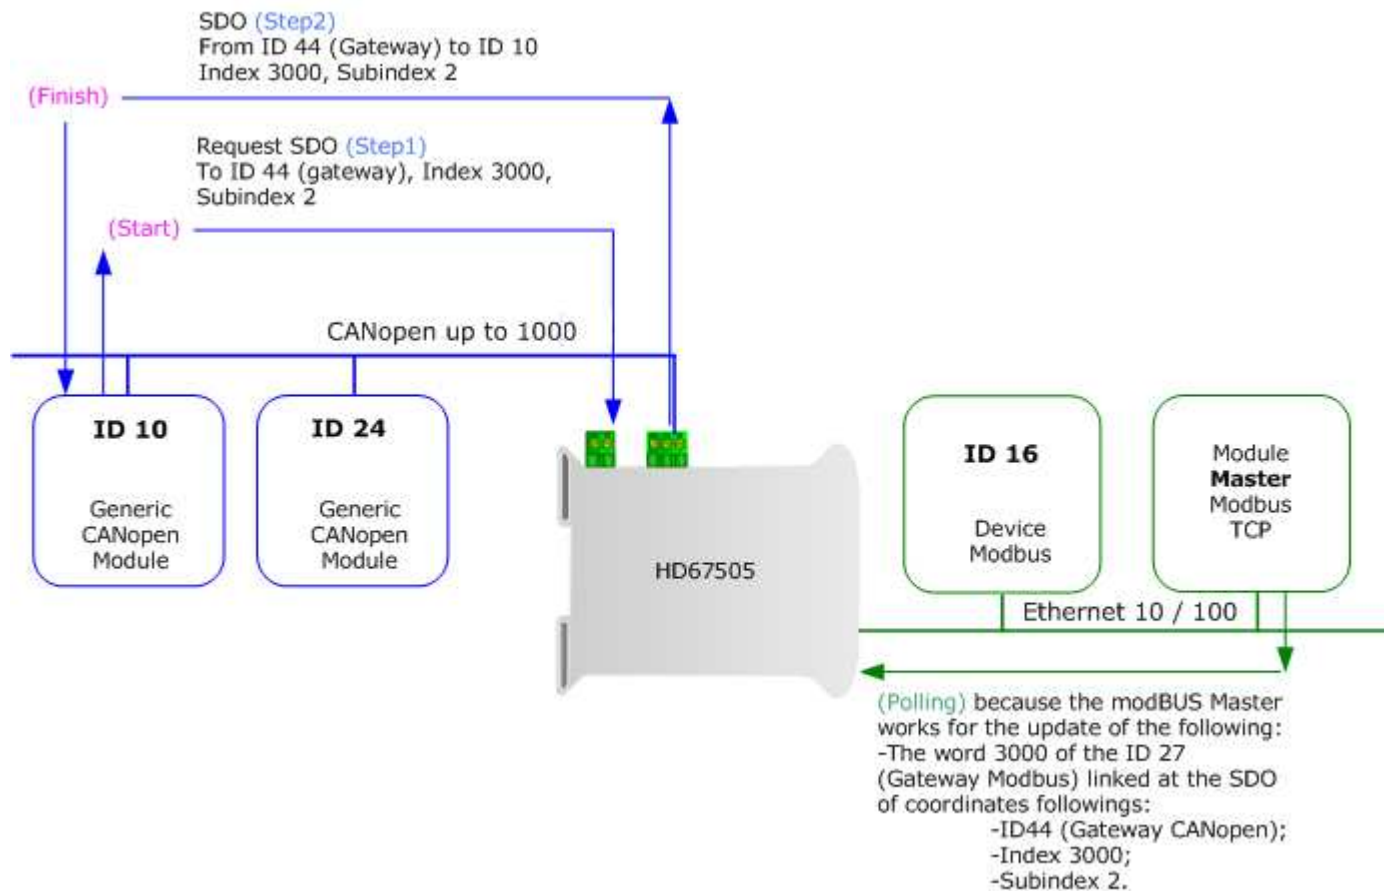 SDO (Step2)
From ID 44 (Gateway) to ID 10
Index 3000, Subindex 2
(Finish)
Request SDO (Step1)
To ID 44 (gateway), Index 3000,
Subindex 2
(Start)
CANopen up to 1000
ID 10
Generic
CANopen
Module
ID 24
Generic
CANopen
Module
HD67505
ID 16
Device
Modbus
Module
Master
Modbus
TCP
Ethernet 10 / 100
(Polling) because the modBUS Master
works for the update of the following:
-The word 3000 of the ID 27
(Gateway Modbus) linked at the SDO
of coordinates followings:
-ID44 (Gateway CANopen);
-Index 3000;
-Subindex 2.